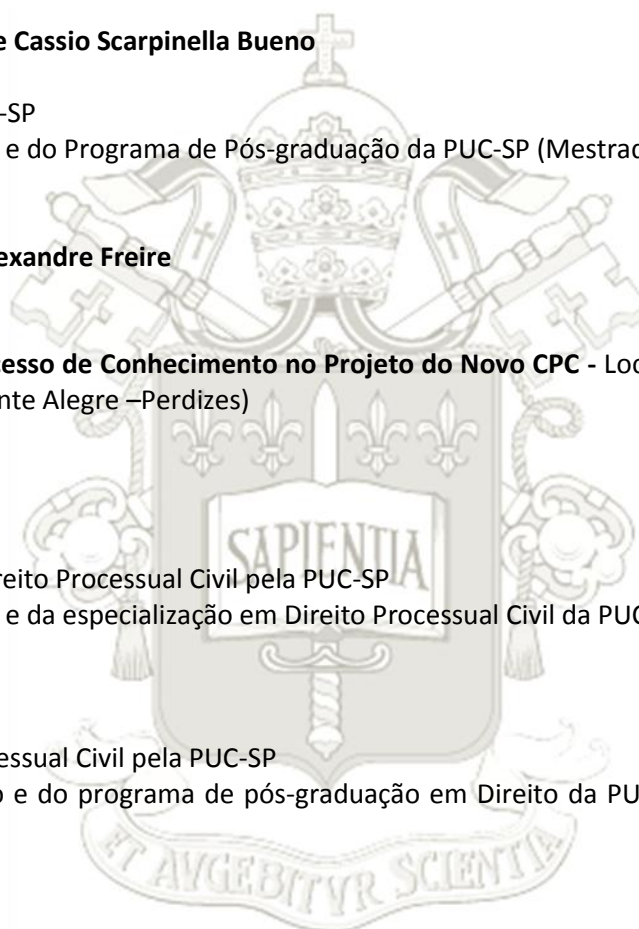 e Cassio Scarpinella Bueno
-SP
e do Programa de Pós-graduação da PUC-SP (Mestrad
exandre Freire
cesso de Conhecimento no Projeto do Novo CPC - Loc
nte Alegre –Perdizes)
SAPIENTIA
reito Processual Civil pela PUC-SP
e da especialização em Direito Processual Civil da PUC
essual Civil pela PUC-SP
o e do programa de pós-graduação em Direito da PU
ET AVGEBITVR SCIENTIA